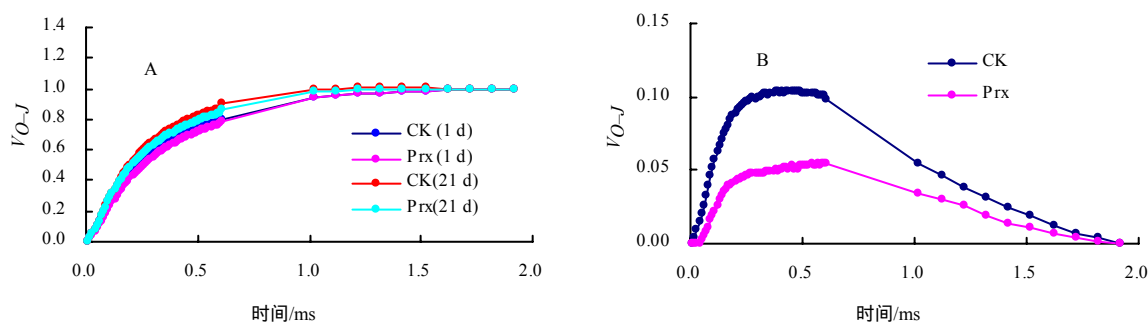 A
V_{O–J}
1.4
1.2
1.0
0.8
0.6
0.4
0.2
0.0
CK (1 d)
Prx (1 d)
CK(21 d)
Prx(21 d)
0.0 0.5 1.0 1.5 2.0
时间/ms
B
V_{O–J}
0.15
0.10
0.05
0.00
CK
Prx
0.0 0.5 1.0 1.5 2.0
时间/ms